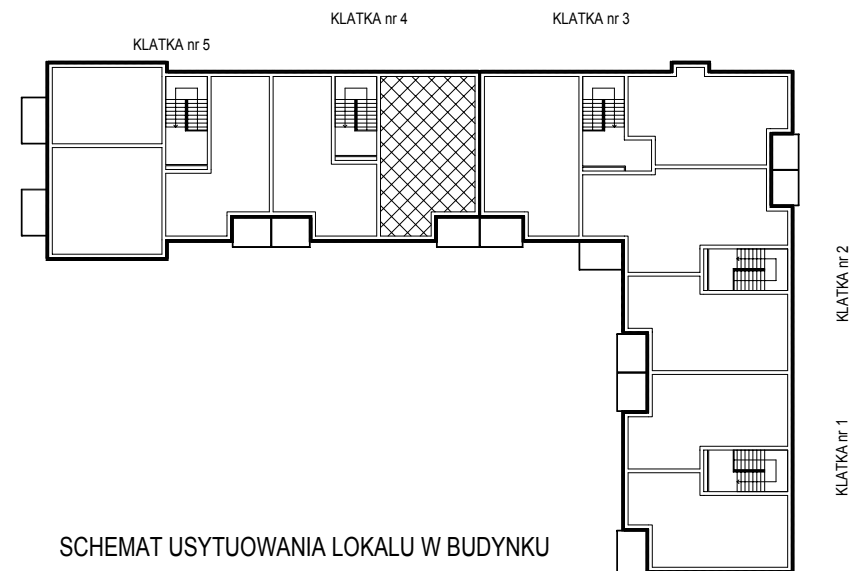 KLATKA nr 4
KLATKA nr 3
KLATKA nr 5
KLATKA nr 2
KLATKA nr 1
SCHEMAT USYTUOWANIA LOKALU W BUDYNKU